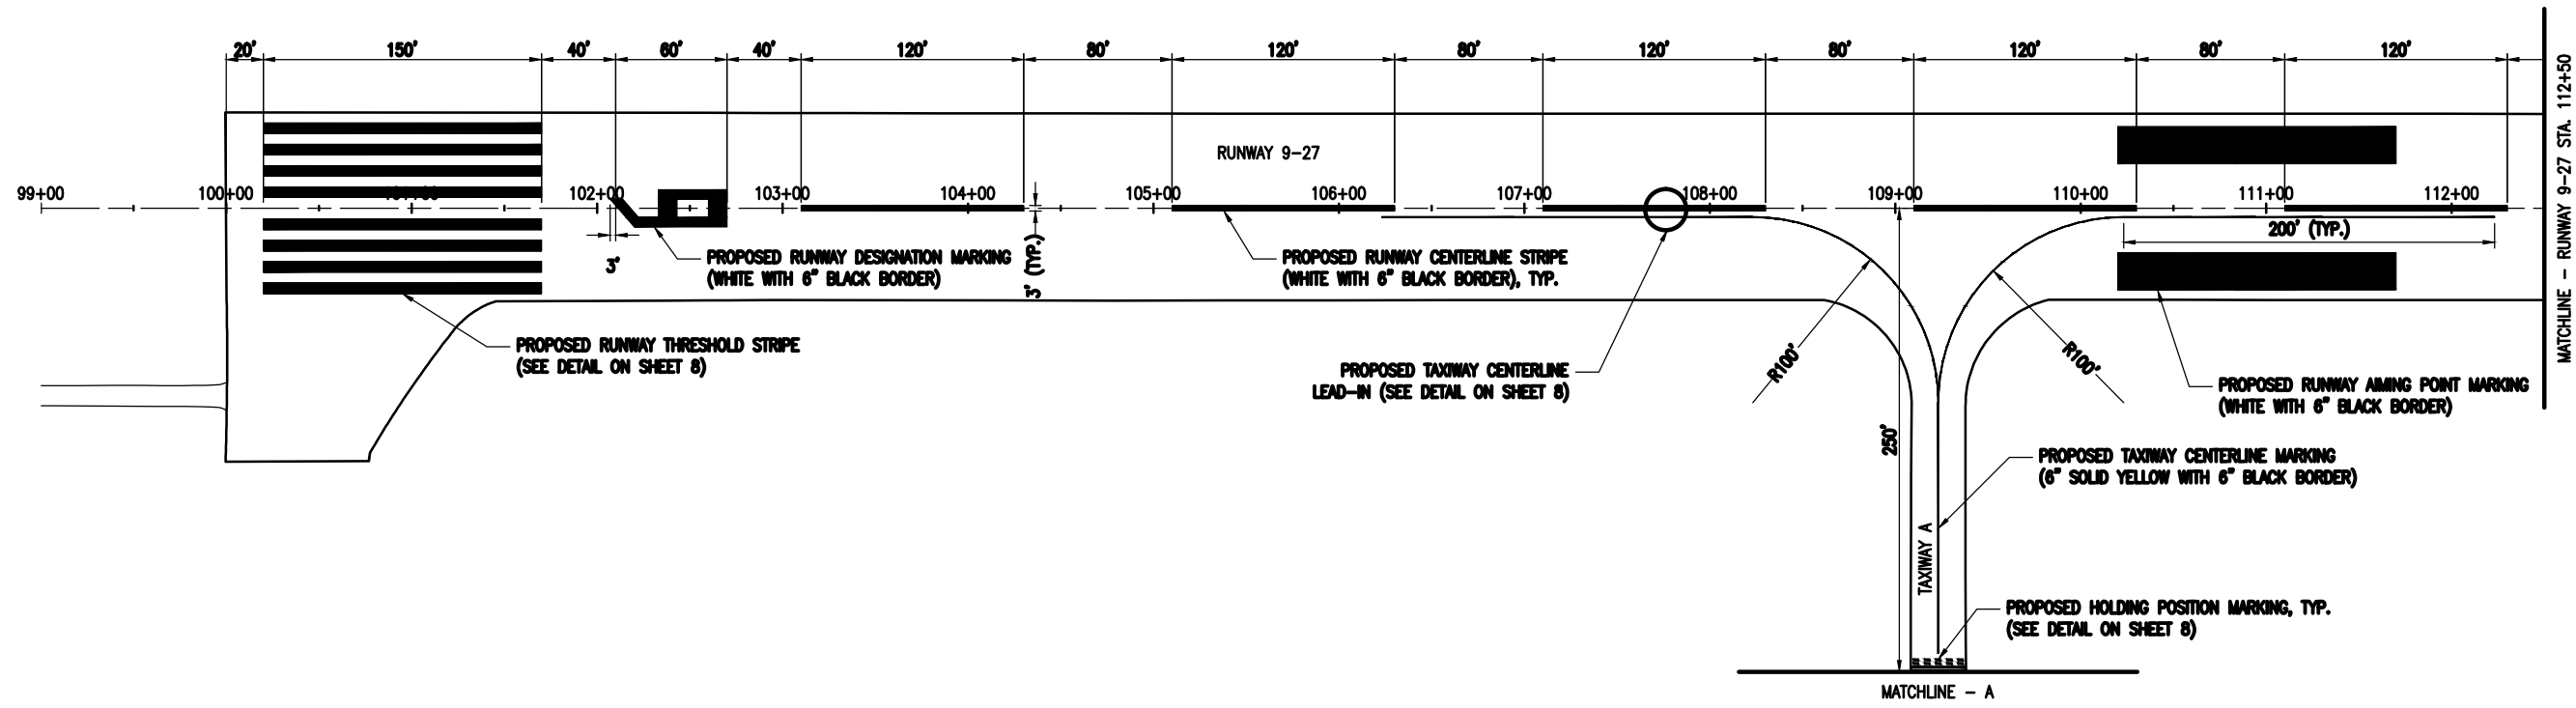 20' 150' 40' 60' 40' 120' 80' 120' 80' 120' 80' 120' 80' 120'
RUNWAY 9-27
99+00 100+00 102+00 103+00 104+00 105+00 106+00 107+00 108+00 109+00 110+00 111+00 112+00
MATCHLINE - RUNWAY 9-27 STA. 112+50
200' (TYP.)
3'
3' (TYP.)
PROPOSED RUNWAY DESIGNATION MARKING
(WHITE WITH 6" BLACK BORDER)
PROPOSED RUNWAY CENTERLINE STRIPE
(WHITE WITH 6" BLACK BORDER), TYP.
PROPOSED RUNWAY THRESHOLD STRIPE
(SEE DETAIL ON SHEET 8)
PROPOSED TAXIWAY CENTERLINE
LEAD-IN (SEE DETAIL ON SHEET 8)
R100'
R100'
PROPOSED RUNWAY AIMING POINT MARKING
(WHITE WITH 6" BLACK BORDER)
250'
PROPOSED TAXIWAY CENTERLINE MARKING
(6" SOLID YELLOW WITH 6" BLACK BORDER)
TAXIWAY A
PROPOSED HOLDING POSITION MARKING, TYP.
(SEE DETAIL ON SHEET 8)
MATCHLINE - A